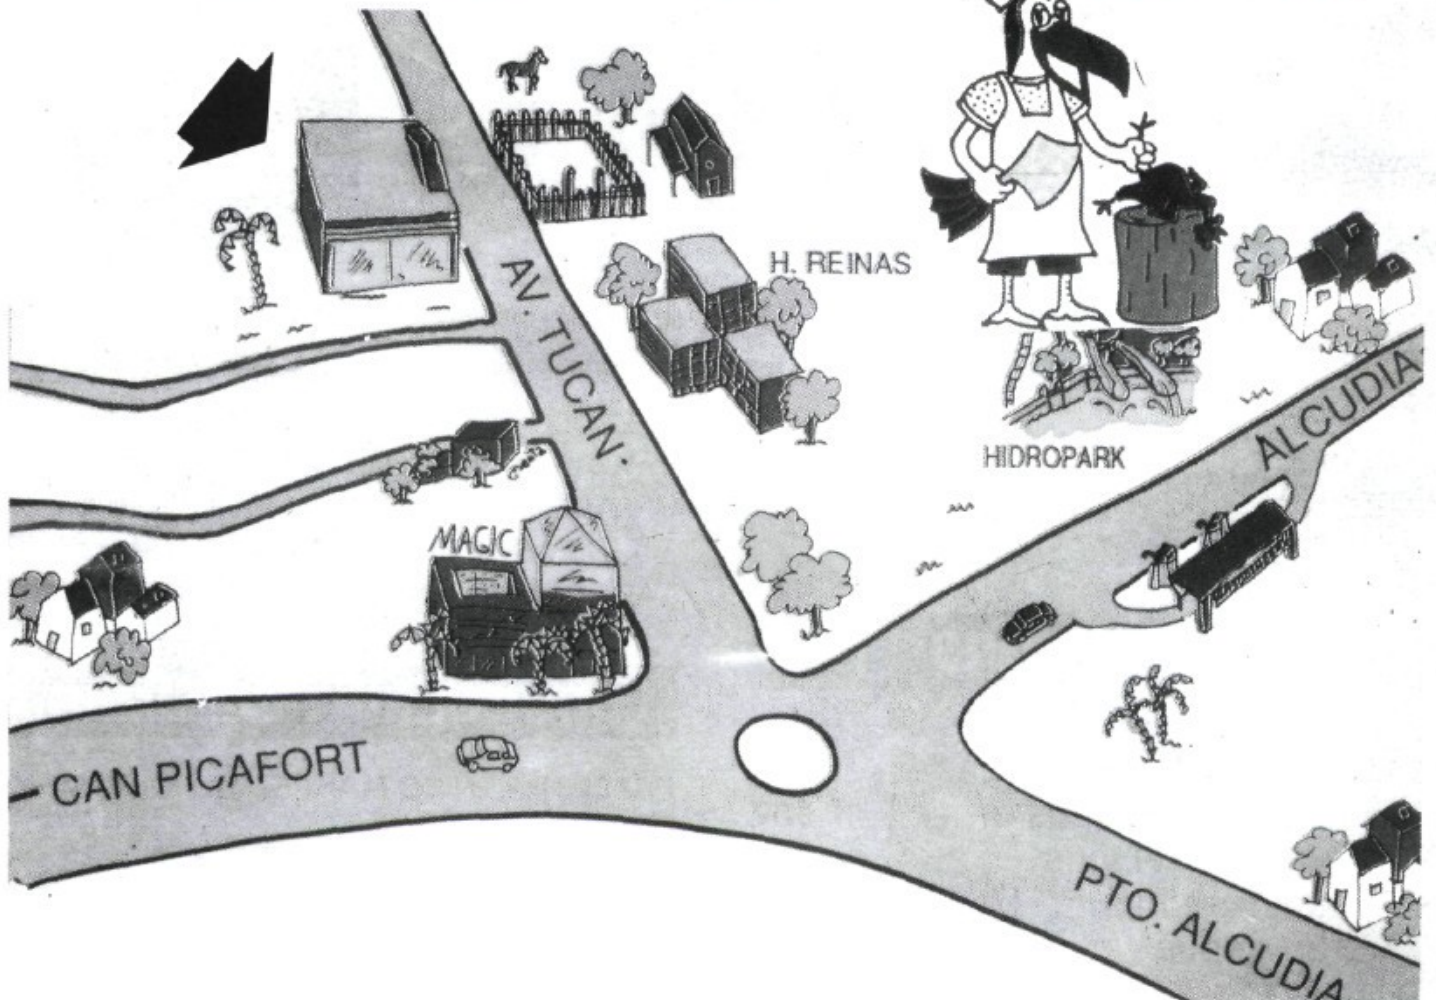 H. REINAS
AV. TUCAN
HIDROPARK
ALCUDIA
MAGIC
CAN PICAFORT
PTO. ALCUDIA